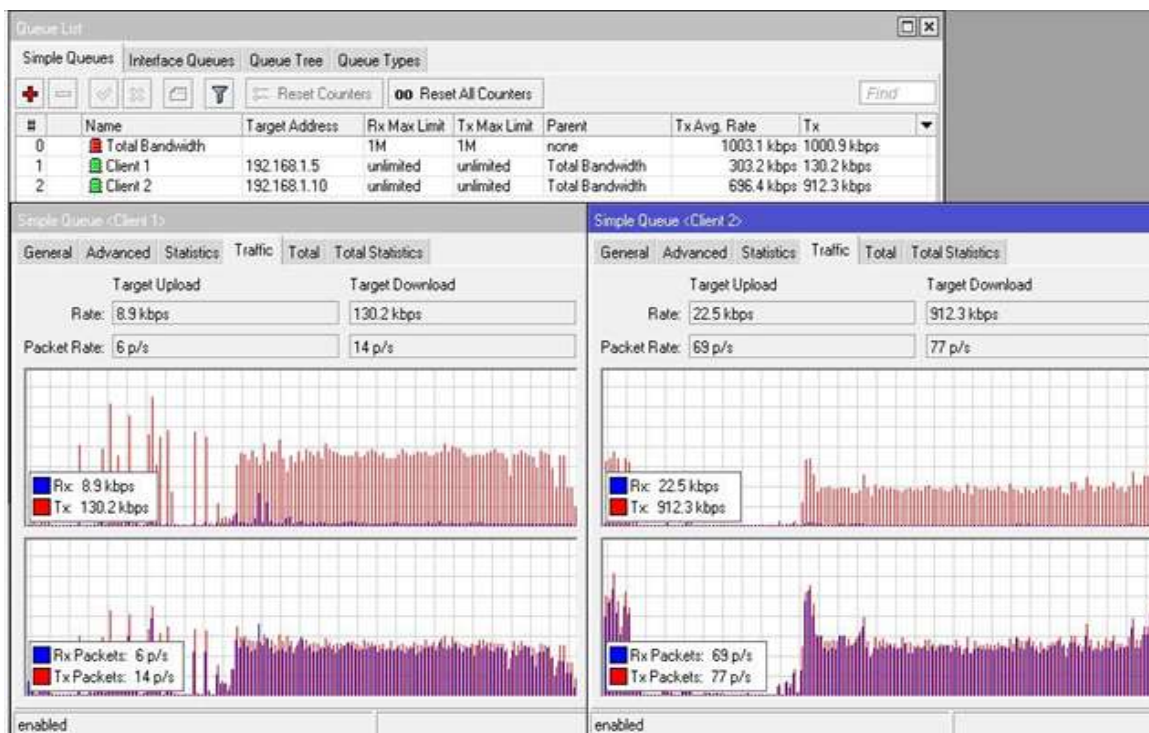 Queue List
Simple Queues Interface Queues Queue Tree Queue Types
Reset Counters 00 Reset All Counters Find
# Name Target Address Rx Max Limit Tx Max Limit Parent Tx Avg. Rate Tx
0 Total Bandwidth 1M 1M none 1003.1 kbps 1000.9 kbps
1 Client 1 192.168.1.5 unlimited unlimited Total Bandwidth 303.2 kbps 130.2 kbps
2 Client 2 192.168.1.10 unlimited unlimited Total Bandwidth 696.4 kbps 912.3 kbps
Simple Queue <Client 1>
General Advanced Statistics Traffic Total Total Statistics
Target Upload Target Download
Rate: 8.9 kbps 130.2 kbps
Packet Rate: 6 p/s 14 p/s
Rx: 8.9 kbps
Tx: 130.2 kbps
Rx Packets: 6 p/s
Tx Packets: 14 p/s
enabled
Simple Queue <Client 2>
General Advanced Statistics Traffic Total Total Statistics
Target Upload Target Download
Rate: 22.5 kbps 912.3 kbps
Packet Rate: 69 p/s 77 p/s
Rx: 22.5 kbps
Tx: 912.3 kbps
Rx Packets: 69 p/s
Tx Packets: 77 p/s
enabled